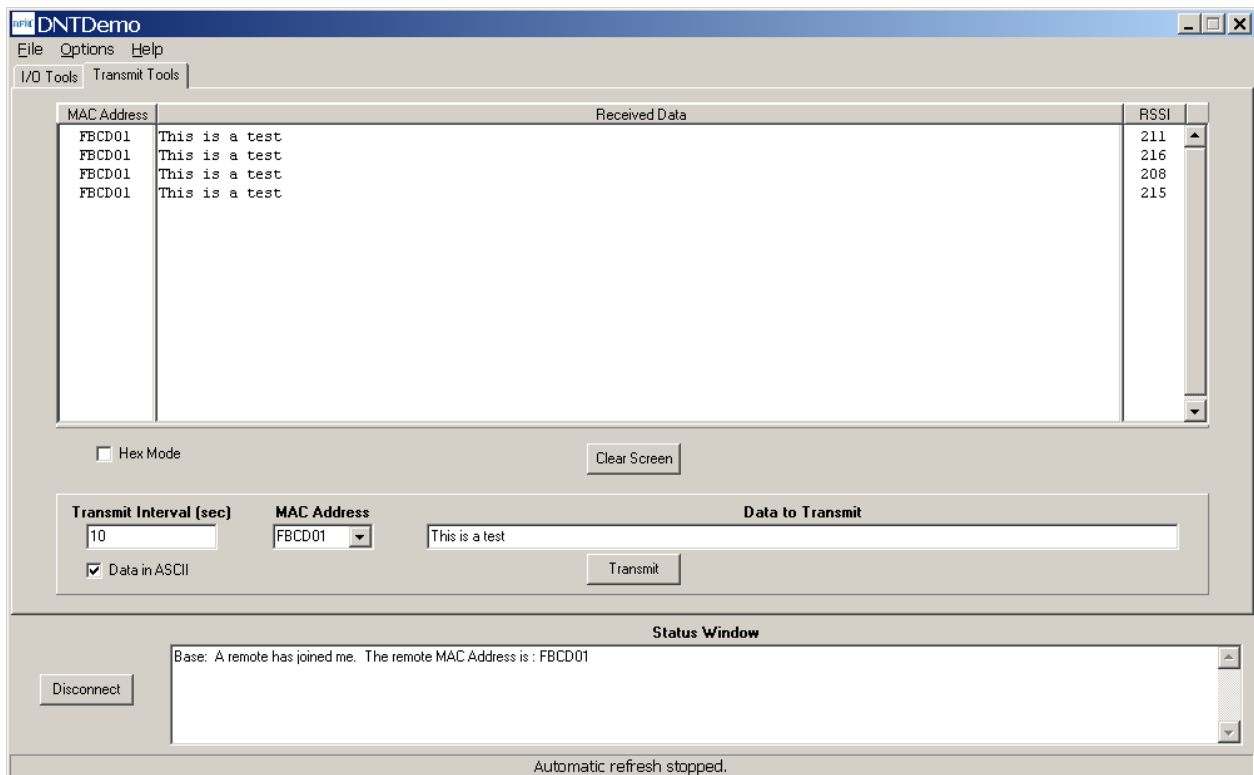 RFM DNTDemo
File Options Help
I/O Tools Transmit Tools
MAC Address Received Data RSSI
FBCD01 This is a test 211
FBCD01 This is a test 216
FBCD01 This is a test 208
FBCD01 This is a test 215
Hex Mode Clear Screen
Transmit Interval (sec) MAC Address Data to Transmit
10 FBCD01 This is a test
Data in ASCII Transmit
Status Window
Base: A remote has joined me. The remote MAC Address is : FBCD01
Disconnect
Automatic refresh stopped.